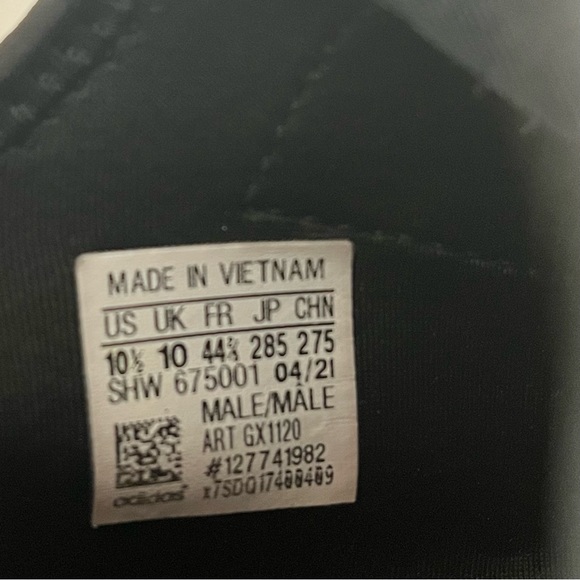 MADE IN VIETNAM
US UK FR JP CHN
10½ 10 44⅔ 285 275
SHW 675001 04/21
MALE/MÂLE
ART GX1120
#127741982
adidas